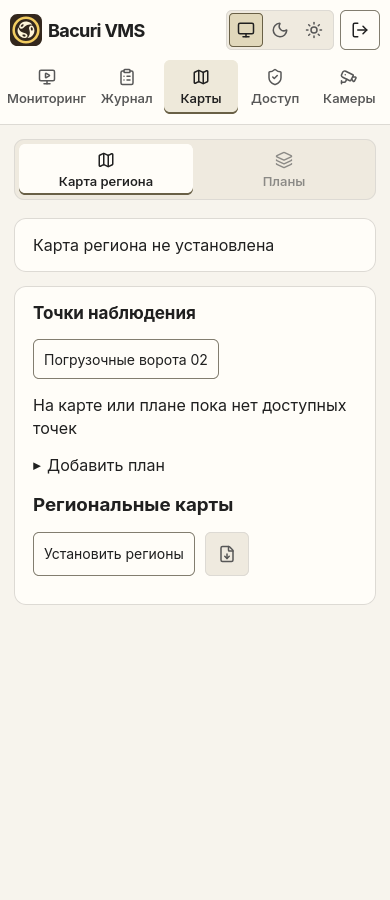 Bacuri VMS
Мониторинг
Журнал
Карты
Доступ
Камеры
Карта региона
Планы
Карта региона не установлена
Точки наблюдения
Погрузочные ворота 02
На карте или плане пока нет доступных
точек
Добавить план
Региональные карты
Установить регионы